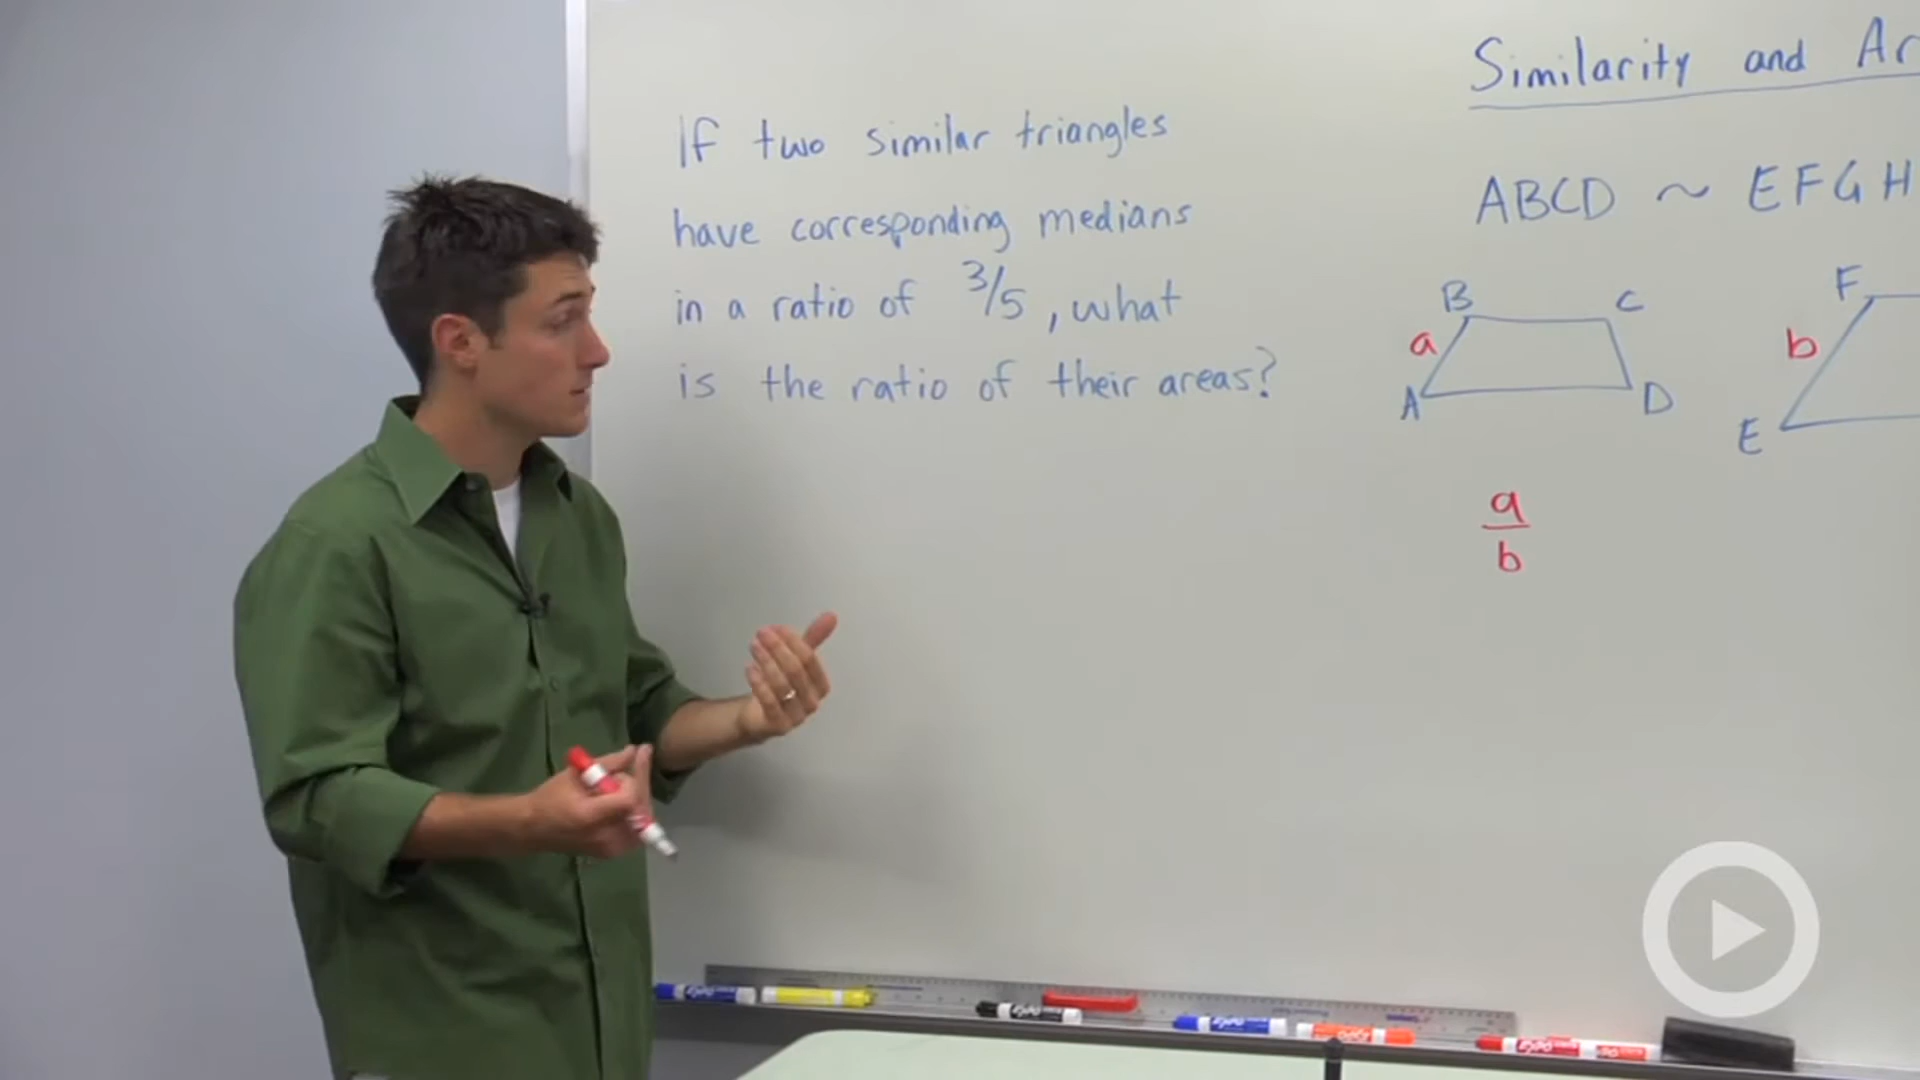 If two similar triangles
have corresponding medians
in a ratio of 3/5, what
is the ratio of their areas?
Similarity and Ar
ABCD ~ EFGH
B C
a
A D
F
b
E
a
b